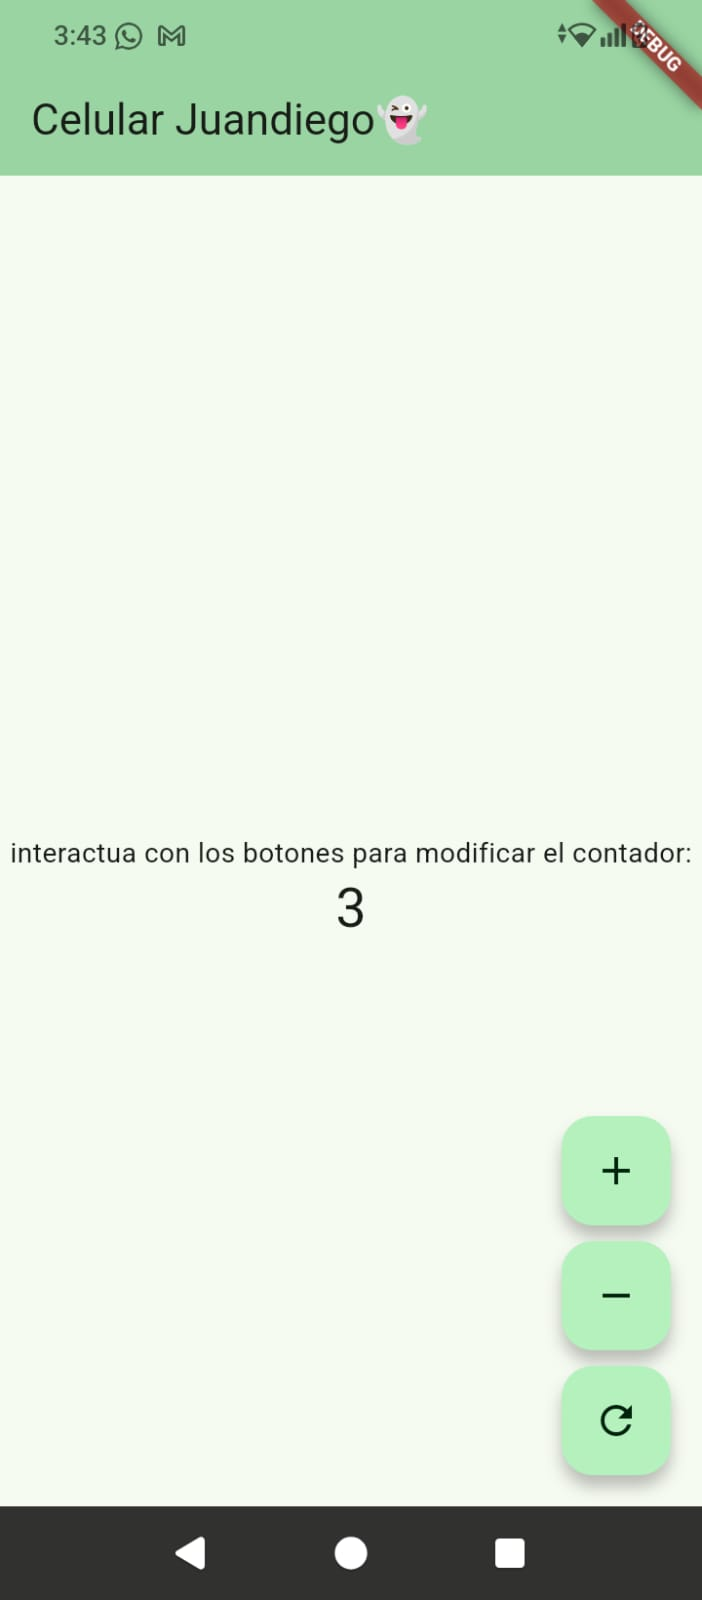 3:43
DEBUG
Celular Juandiego👻
interactua con los botones para modificar el contador:
3